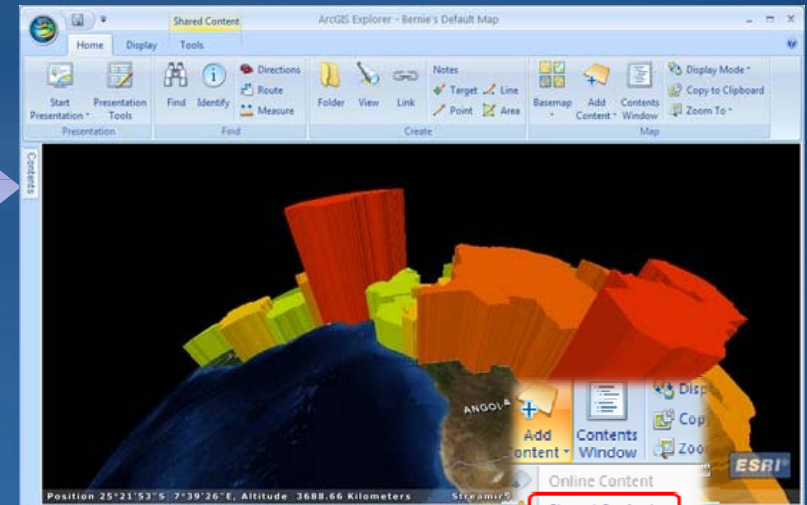 Shared Content
ArcGIS Explorer - Bernie's Default Map
Home Display Tools
Directions
Route
Measure
Notes
Target Line
Point Area
Display Mode
Copy to Clipboard
Zoom To
Start Presentation
Presentation Tools
Find Identify
Folder View Link
Basemap
Add Content
Contents Window
Presentation
Find
Create
Map
Contents
ANGOLA
Add
Contents
Window
Online Content
ESRI
Position 25°21'53"S 7°39'26"E, Altitude 3688.66 Kilometers